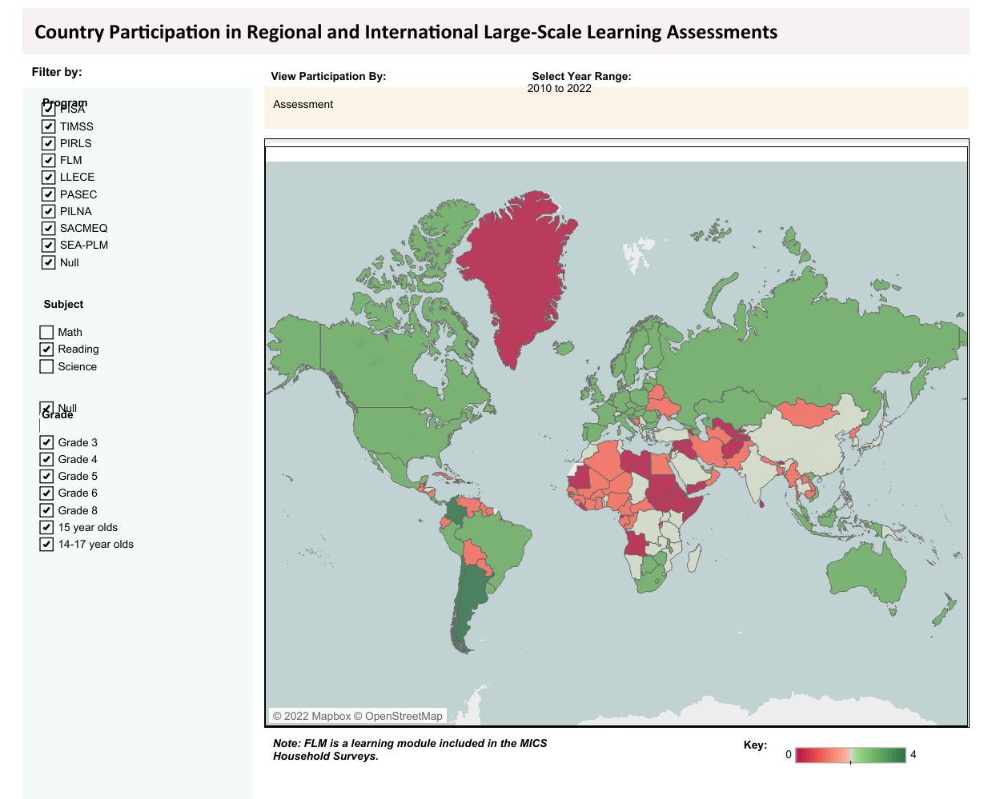 Country Participation in Regional and International Large-Scale Learning Assessments
Filter by:
View Participation By:
Select Year Range:
2010 to 2022
Assessment
Program
PISA
TIMSS
PIRLS
FLM
LLECE
PASEC
PILNA
SACMEQ
SEA-PLM
Null
Subject
Math
Reading
Science
Null
Grade
Grade 3
Grade 4
Grade 5
Grade 6
Grade 8
15 year olds
14-17 year olds
© 2022 Mapbox © OpenStreetMap
Note: FLM is a learning module included in the MICS
Household Surveys.
Key:
0
4